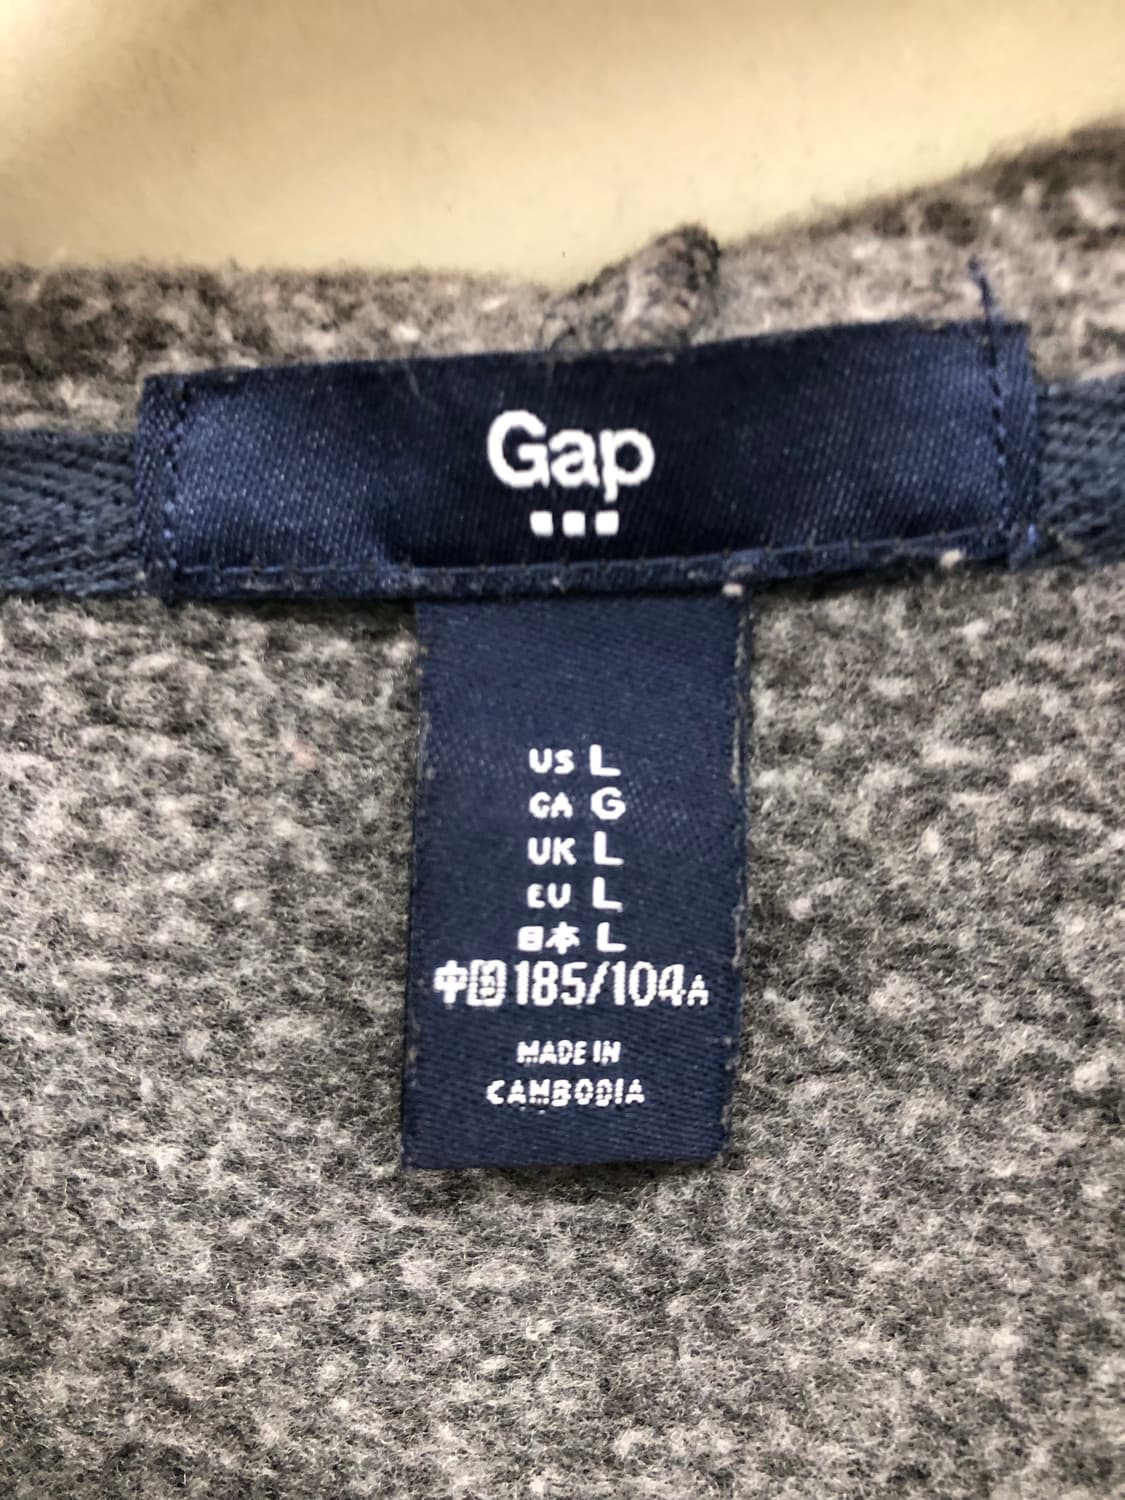 Gap
US L
CA G
UK L
EU L
日本 L
中国 185/104A
MADE IN
CAMBODIA